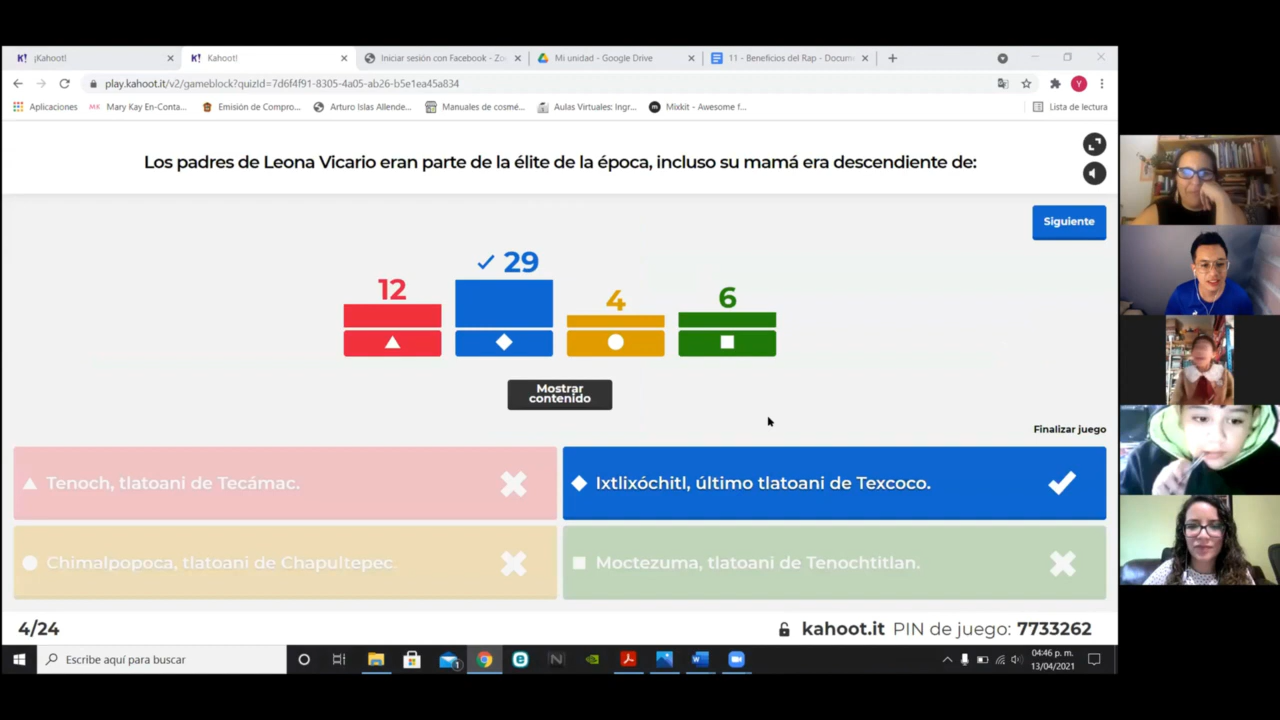 ¡Kahoot!
Kahoot!
Iniciar sesión con Facebook - Zo
Mi unidad - Google Drive
11 - Beneficios del Rap - Docum
play.kahoot.it/v2/gameblock?quizId=7d6f4f91-8305-4a05-ab26-b5e1ea45a834
Aplicaciones
Mary Kay En-Conta...
Emisión de Compro...
Arturo Islas Allende...
Manuales de cosmé...
Aulas Virtuales: Ingr...
Mixkit - Awesome f...
Lista de lectura
Los padres de Leona Vicario eran parte de la élite de la época, incluso su mamá era descendiente de:
Siguiente
12
29
4
6
Mostrar
contenido
Finalizar juego
Tenoch, tlatoani de Tecámac.
Ixtlixóchitl, último tlatoani de Texcoco.
Chimalpopoca, tlatoani de Chapultepec.
Moctezuma, tlatoani de Tenochtitlan.
4/24
kahoot.it PIN de juego: 7733262
Escribe aquí para buscar
04:46 p. m.
13/04/2021